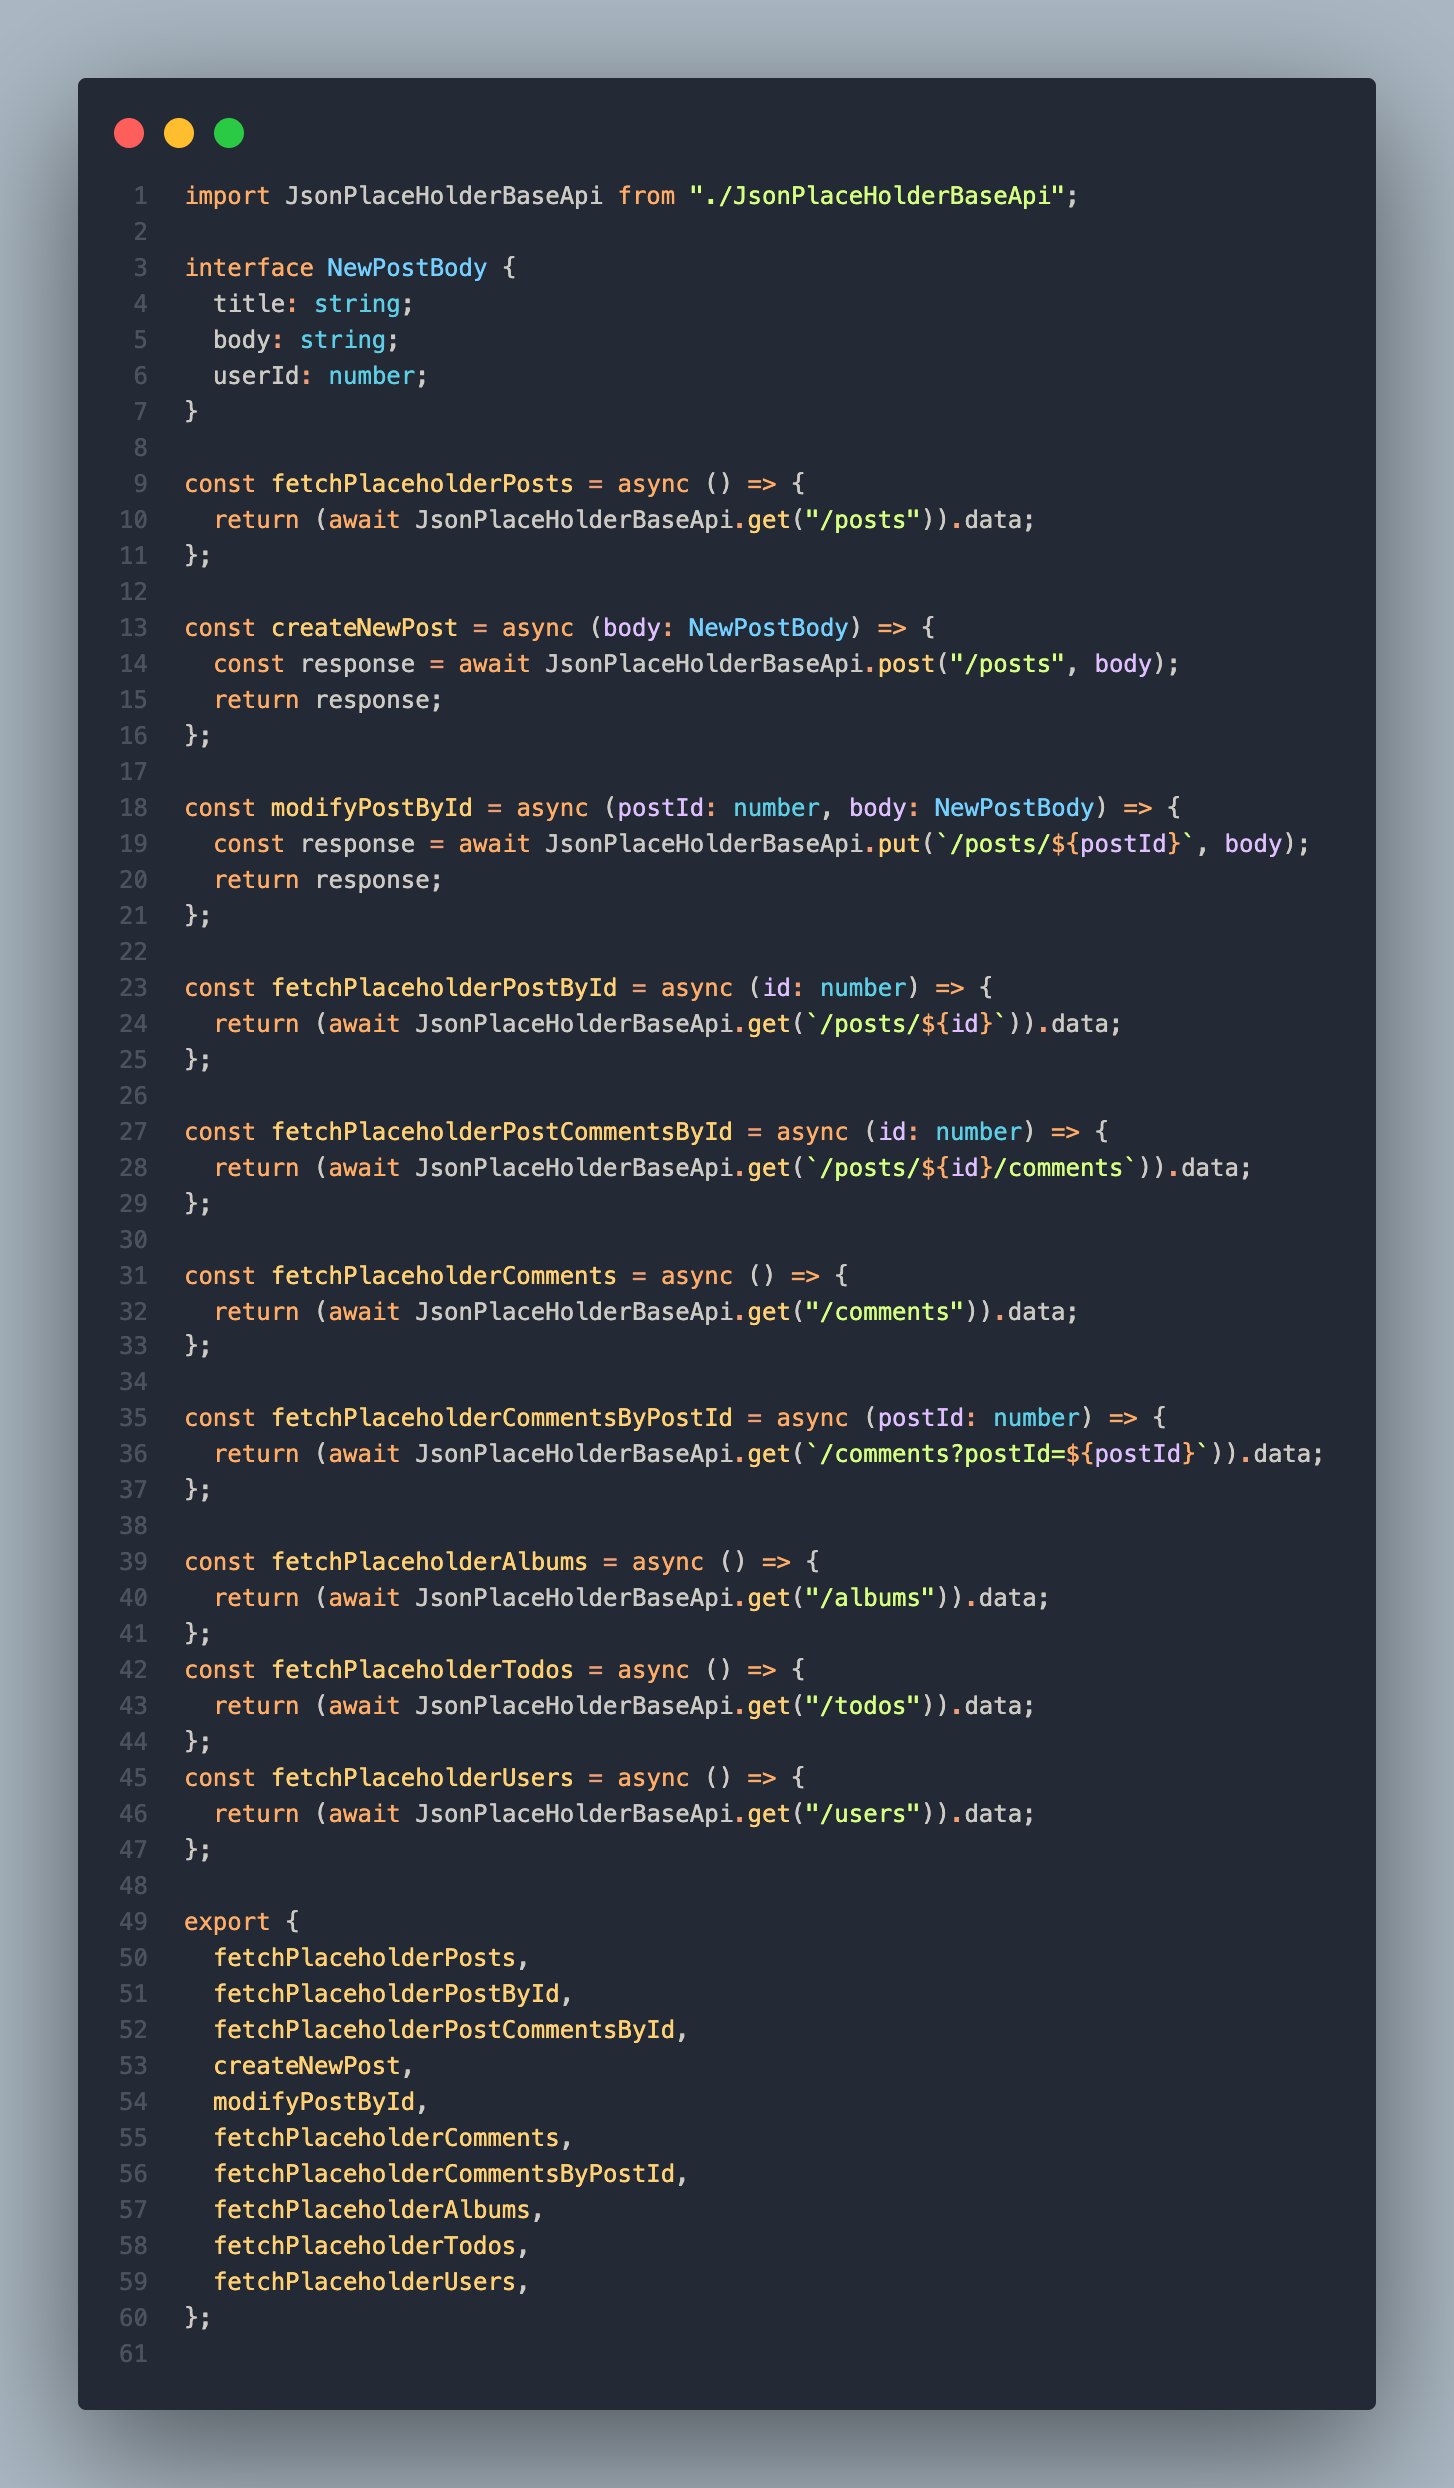 1 import JsonPlaceHolderBaseApi from "./JsonPlaceHolderBaseApi";
2
3 interface NewPostBody {
4   title: string;
5   body: string;
6   userId: number;
7 }
8
9 const fetchPlaceholderPosts = async () => {
10   return (await JsonPlaceHolderBaseApi.get("/posts")).data;
11 };
12
13 const createNewPost = async (body: NewPostBody) => {
14   const response = await JsonPlaceHolderBaseApi.post("/posts", body);
15   return response;
16 };
17
18 const modifyPostById = async (postId: number, body: NewPostBody) => {
19   const response = await JsonPlaceHolderBaseApi.put(`/posts/${postId}`, body);
20   return response;
21 };
22
23 const fetchPlaceholderPostById = async (id: number) => {
24   return (await JsonPlaceHolderBaseApi.get(`/posts/${id}`)).data;
25 };
26
27 const fetchPlaceholderPostCommentsById = async (id: number) => {
28   return (await JsonPlaceHolderBaseApi.get(`/posts/${id}/comments`)).data;
29 };
30
31 const fetchPlaceholderComments = async () => {
32   return (await JsonPlaceHolderBaseApi.get("/comments")).data;
33 };
34
35 const fetchPlaceholderCommentsByPostId = async (postId: number) => {
36   return (await JsonPlaceHolderBaseApi.get(`/comments?postId=${postId}`)).data;
37 };
38
39 const fetchPlaceholderAlbums = async () => {
40   return (await JsonPlaceHolderBaseApi.get("/albums")).data;
41 };
42 const fetchPlaceholderTodos = async () => {
43   return (await JsonPlaceHolderBaseApi.get("/todos")).data;
44 };
45 const fetchPlaceholderUsers = async () => {
46   return (await JsonPlaceHolderBaseApi.get("/users")).data;
47 };
48
49 export {
50   fetchPlaceholderPosts,
51   fetchPlaceholderPostById,
52   fetchPlaceholderPostCommentsById,
53   createNewPost,
54   modifyPostById,
55   fetchPlaceholderComments,
56   fetchPlaceholderCommentsByPostId,
57   fetchPlaceholderAlbums,
58   fetchPlaceholderTodos,
59   fetchPlaceholderUsers,
60 };
61